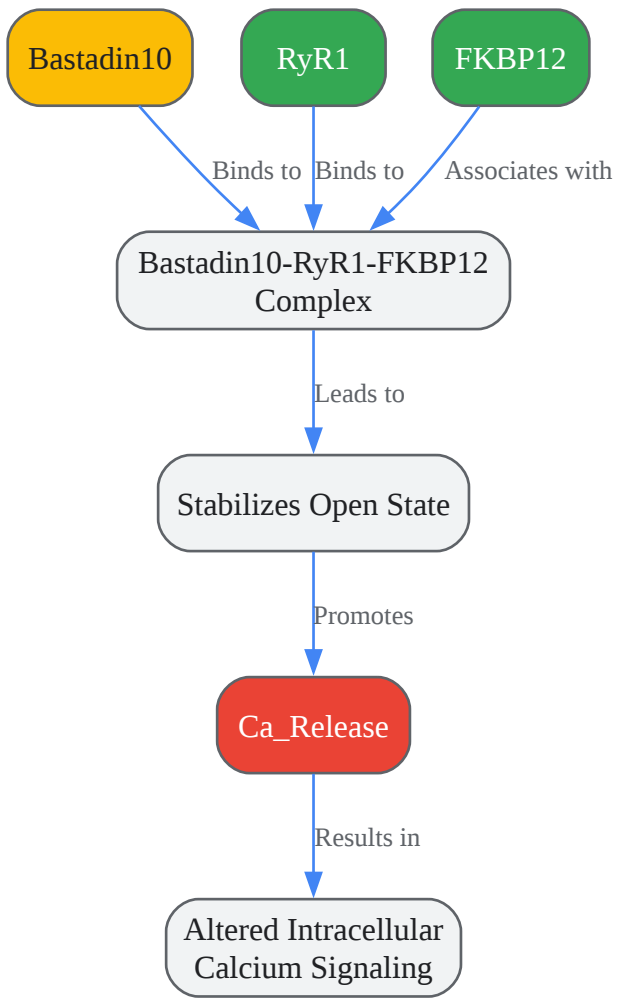 Bastadin10
RyR1
FKBP12
Binds to
Binds to
Associates with
Bastadin10-RyR1-FKBP12
Complex
Leads to
Stabilizes Open State
Promotes
Ca_Release
Results in
Altered Intracellular
Calcium Signaling